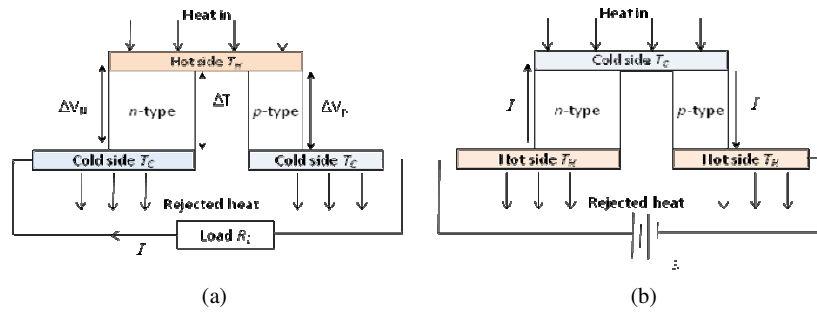 Heat in
Hot side T_H
ΔV_n
n-type
ΔT
p-type
ΔV_p
Cold side T_C
Cold side T_C
Rejected heat
Load R_L
I
(a)
Heat in
Cold side T_C
I
n-type
p-type
I
Hot side T_H
Hot side T_H
Rejected heat
(b)